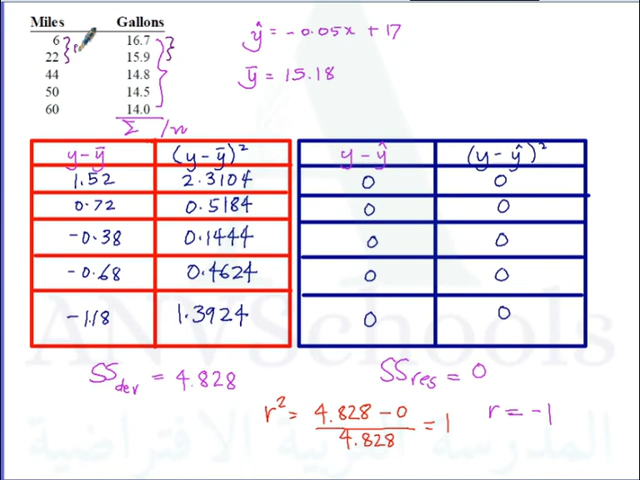 Miles Gallons
6 16.7
22 15.9
44 14.8
50 14.5
60 14.0
Σ /n
ŷ = -0.05x + 17
ȳ = 15.18
y-ȳ (y-ȳ)²
1.52 2.3104
0.72 0.5184
-0.38 0.1444
-0.68 0.4624
-1.18 1.3924
y-ŷ (y-ŷ)²
0 0
0 0
0 0
0 0
0 0
SSdev = 4.828
SSres = 0
r² = 4.828 - 0 / 4.828 = 1
r = -1
ANVSchools
المدرسة العربية الافتراضية